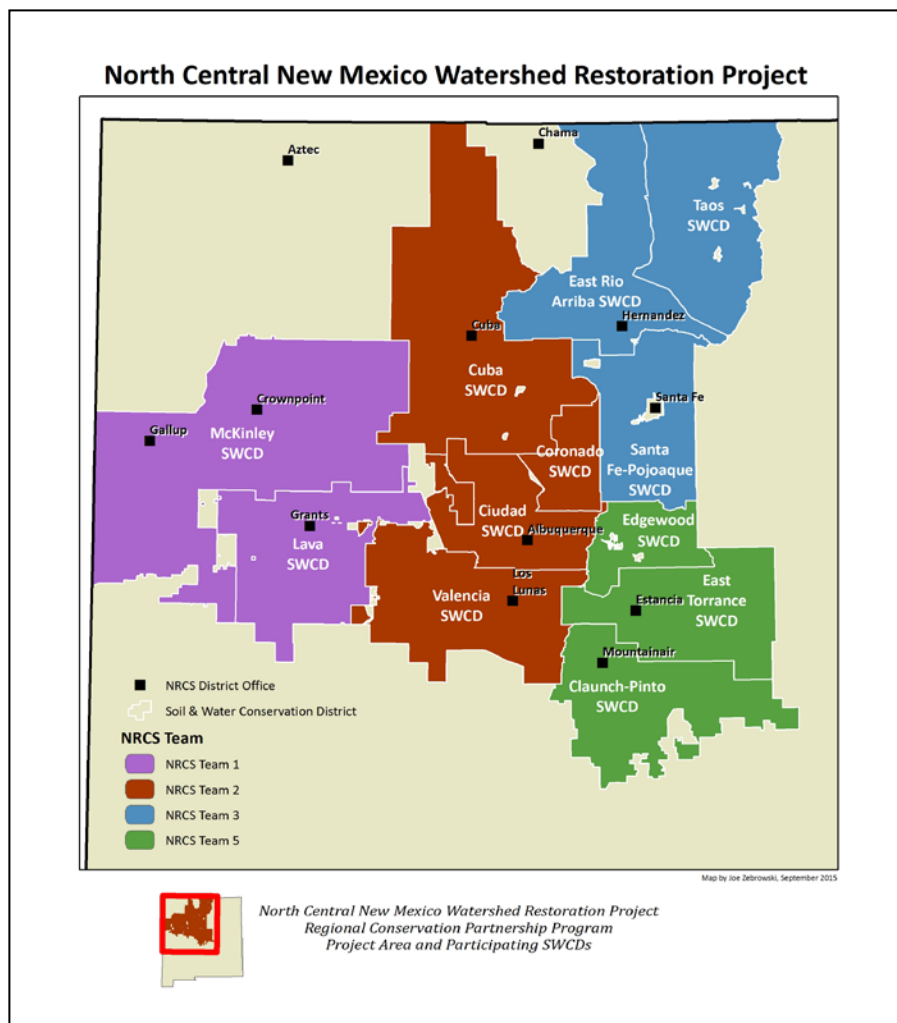 North Central New Mexico Watershed Restoration Project
Chama
Aztec
Taos
SWCD
East Rio
Arriba SWCD
Hernandez
Cuba
Cuba
SWCD
Crownpoint
Santa Fe
Gallup
McKinley
SWCD
Coronado
SWCD
Santa
Fe-Pojoaque
SWCD
Grants
Lava
SWCD
Ciudad
SWCD
Albuquerque
Edgewood
SWCD
Los
Lunas
Valencia
SWCD
Estancia
East
Torrance
SWCD
Mountainair
Claunch-Pinto
SWCD
NRCS District Office
Soil & Water Conservation District
NRCS Team
NRCS Team 1
NRCS Team 2
NRCS Team 3
NRCS Team 5
Map by Joe Zebrowski, September 2015
North Central New Mexico Watershed Restoration Project
Regional Conservation Partnership Program
Project Area and Participating SWCDs